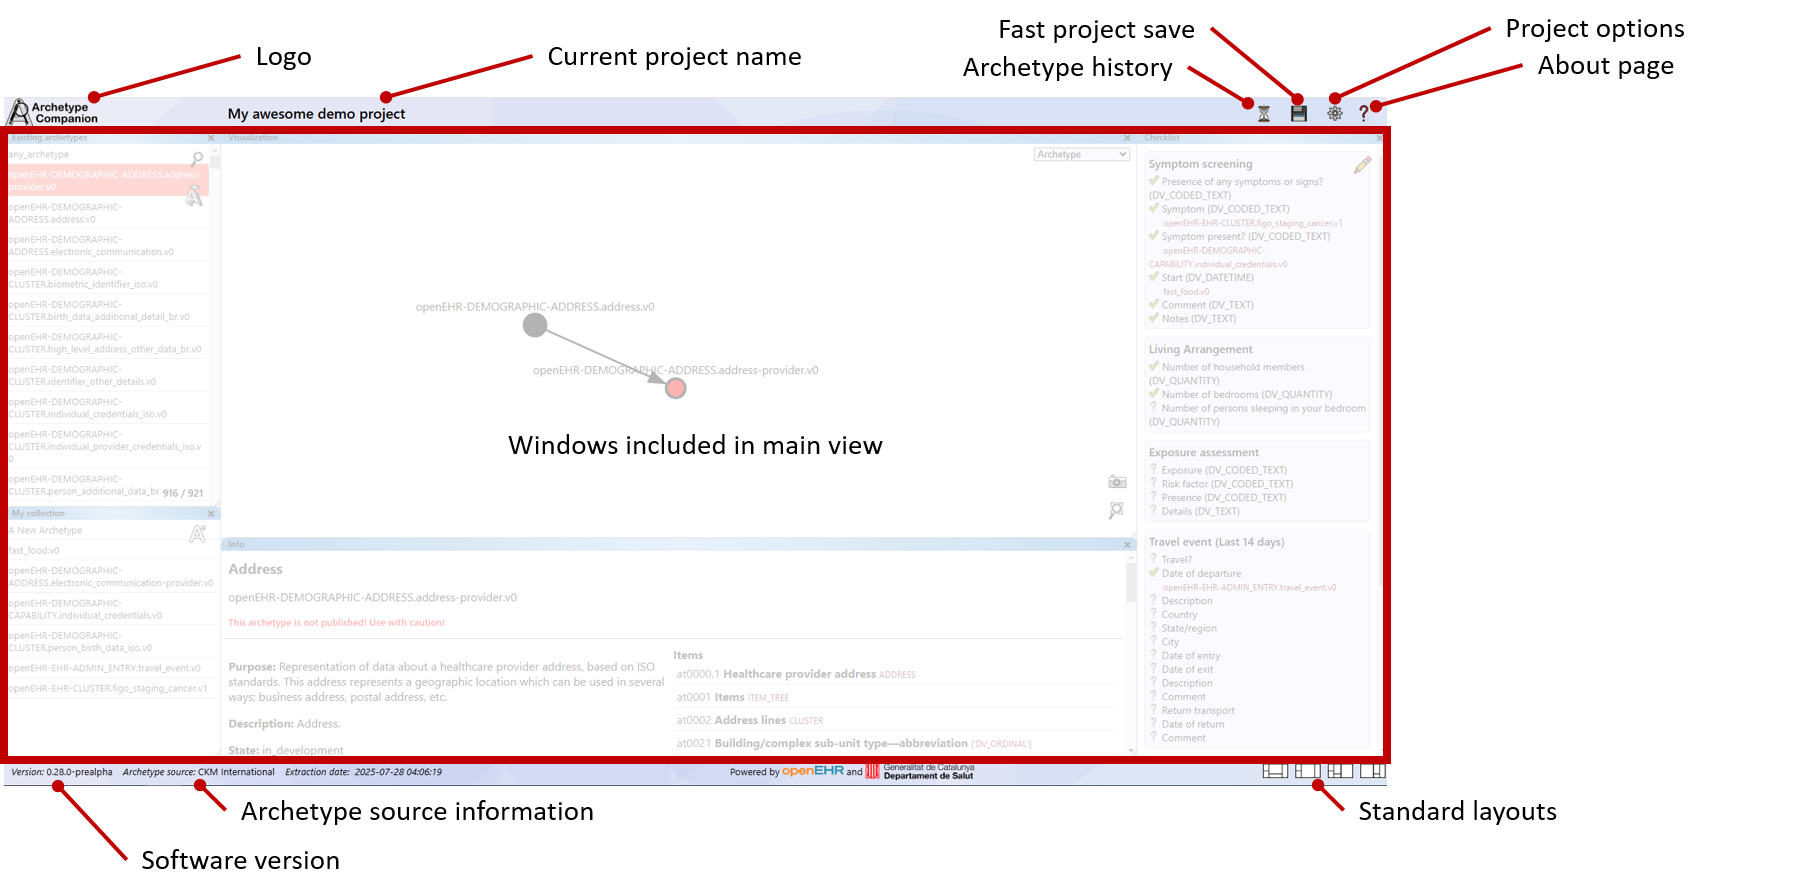 Fast project save
Project options
Logo
Current project name
Archetype history
About page
Archetype
Companion
My awesome demo project
?
Existing archetypes
any_archetype
openEHR-DEMOGRAPHIC-ADDRESS.address-
provider.v0
openEHR-DEMOGRAPHIC-
ADDRESS.address.v0
openEHR-DEMOGRAPHIC-
ADDRESS.electronic_communication.v0
openEHR-DEMOGRAPHIC-
CLUSTER.biometric_identifier_iso.v0
openEHR-DEMOGRAPHIC-
CLUSTER.birth_data_additional_detail_br.v0
openEHR-DEMOGRAPHIC-
CLUSTER.high_level_address_other_data_br.v0
openEHR-DEMOGRAPHIC-
CLUSTER.identifier_other_details.v0
openEHR-DEMOGRAPHIC-
CLUSTER.individual_credentials_iso.v0
openEHR-DEMOGRAPHIC-
CLUSTER.individual_provider_credentials_iso.v
0
openEHR-DEMOGRAPHIC-
CLUSTER.person_additional_data_br 916 / 921
My collection
A New Archetype
fast_food.v0
openEHR-DEMOGRAPHIC-
ADDRESS.electronic_communication-provider.v0
openEHR-DEMOGRAPHIC-
CAPABILITY.individual_credentials.v0
openEHR-DEMOGRAPHIC-
CLUSTER.person_birth_data_iso.v0
openEHR-EHR-ADMIN_ENTRY.travel_event.v0
openEHR-EHR-CLUSTER.figo_staging_cancer.v1
Visualization
Archetype
openEHR-DEMOGRAPHIC-ADDRESS.address.v0
openEHR-DEMOGRAPHIC-ADDRESS.address-provider.v0
Windows included in main view
Info
Address
openEHR-DEMOGRAPHIC-ADDRESS.address-provider.v0
This archetype is not published! Use with caution!
Purpose: Representation of data about a healthcare provider address, based on ISO
standards. This address represents a geographic location which can be used in several
ways: business address, postal address, etc.
Description: Address.
State: in_development
Items
at0000.1 Healthcare provider address ADDRESS
at0001 Items ITEM_TREE
at0002 Address lines CLUSTER
at0021 Building/complex sub-unit type—abbreviation ['DV_ORDINAL']
Checklist
Symptom screening
Presence of any symptoms or signs?
(DV_CODED_TEXT)
Symptom (DV_CODED_TEXT)
openEHR-EHR-CLUSTER.figo_staging_cancer.v1
Symptom present? (DV_CODED_TEXT)
openEHR-DEMOGRAPHIC-
CAPABILITY.individual_credentials.v0
Start (DV_DATETIME)
fast_food.v0
Comment (DV_TEXT)
Notes (DV_TEXT)
Living Arrangement
Number of household members
(DV_QUANTITY)
Number of bedrooms (DV_QUANTITY)
? Number of persons sleeping in your bedroom
(DV_QUANTITY)
Exposure assessment
? Exposure (DV_CODED_TEXT)
? Risk factor (DV_CODED_TEXT)
? Presence (DV_CODED_TEXT)
? Details (DV_TEXT)
Travel event (Last 14 days)
? Travel?
Date of departure
openEHR-EHR-ADMIN_ENTRY.travel_event.v0
? Description
? Country
? State/region
? City
? Date of entry
? Date of exit
? Description
? Comment
? Return transport
? Date of return
? Comment
Version: 0.28.0-prealpha Archetype source: CKM International Extraction date: 2025-07-28 04:06:19
Powered by openEHR and
Generalitat de Catalunya
Departament de Salut
Archetype source information
Standard layouts
Software version